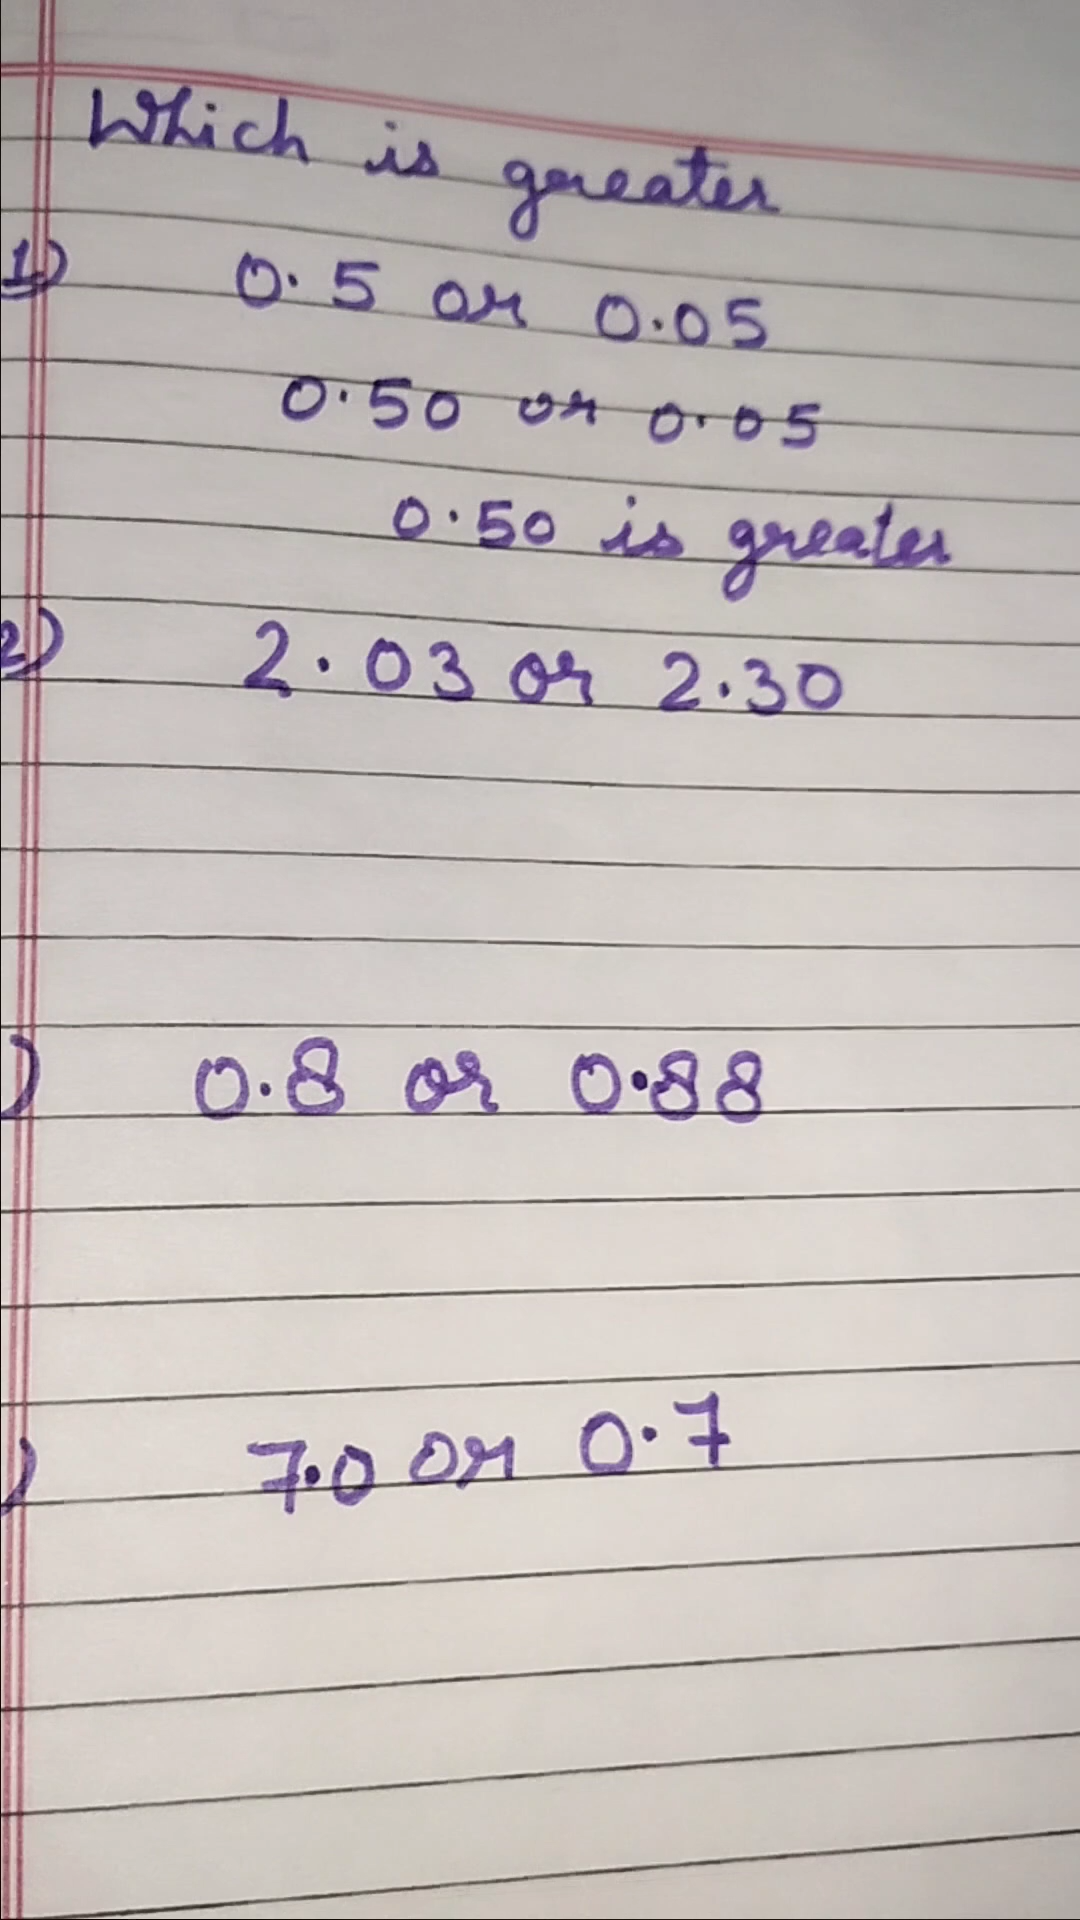 Which is greater
1) 0.5 or 0.05
0.50 or 0.05
0.50 is greater
2) 2.03 or 2.30
) 0.8 or 0.88
) 7.0 or 0.7